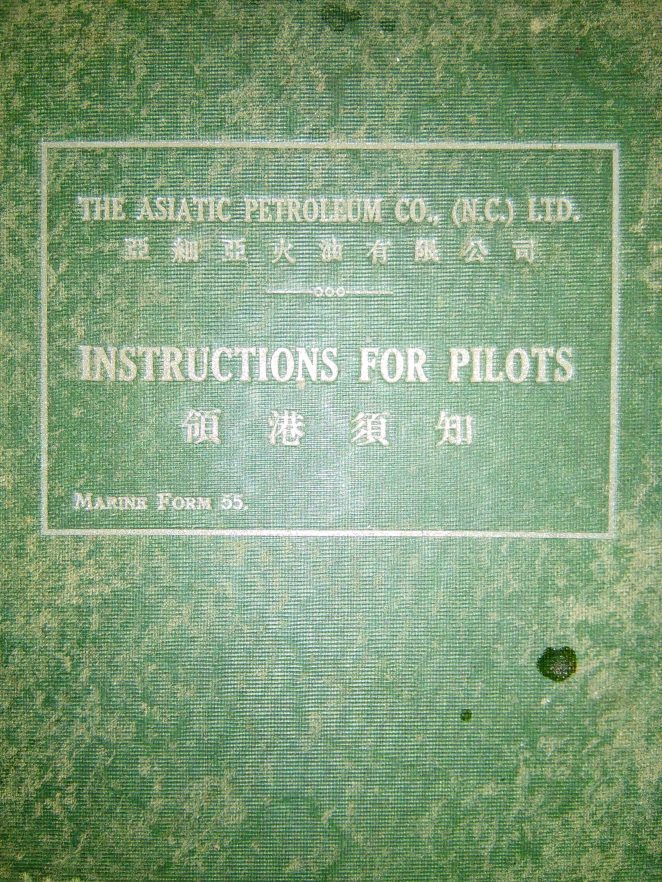 THE ASIATIC PETROLEUM CO., (N.C.) LTD.
亞細亞火油有限公司
INSTRUCTIONS FOR PILOTS
領港須知
MARINE FORM 55.